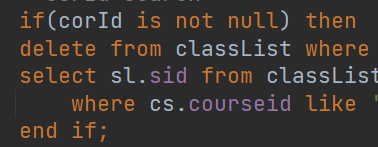 if(corId is not null) then
delete from classList where
select sl.sid from classList
where cs.courseid like '
end if;